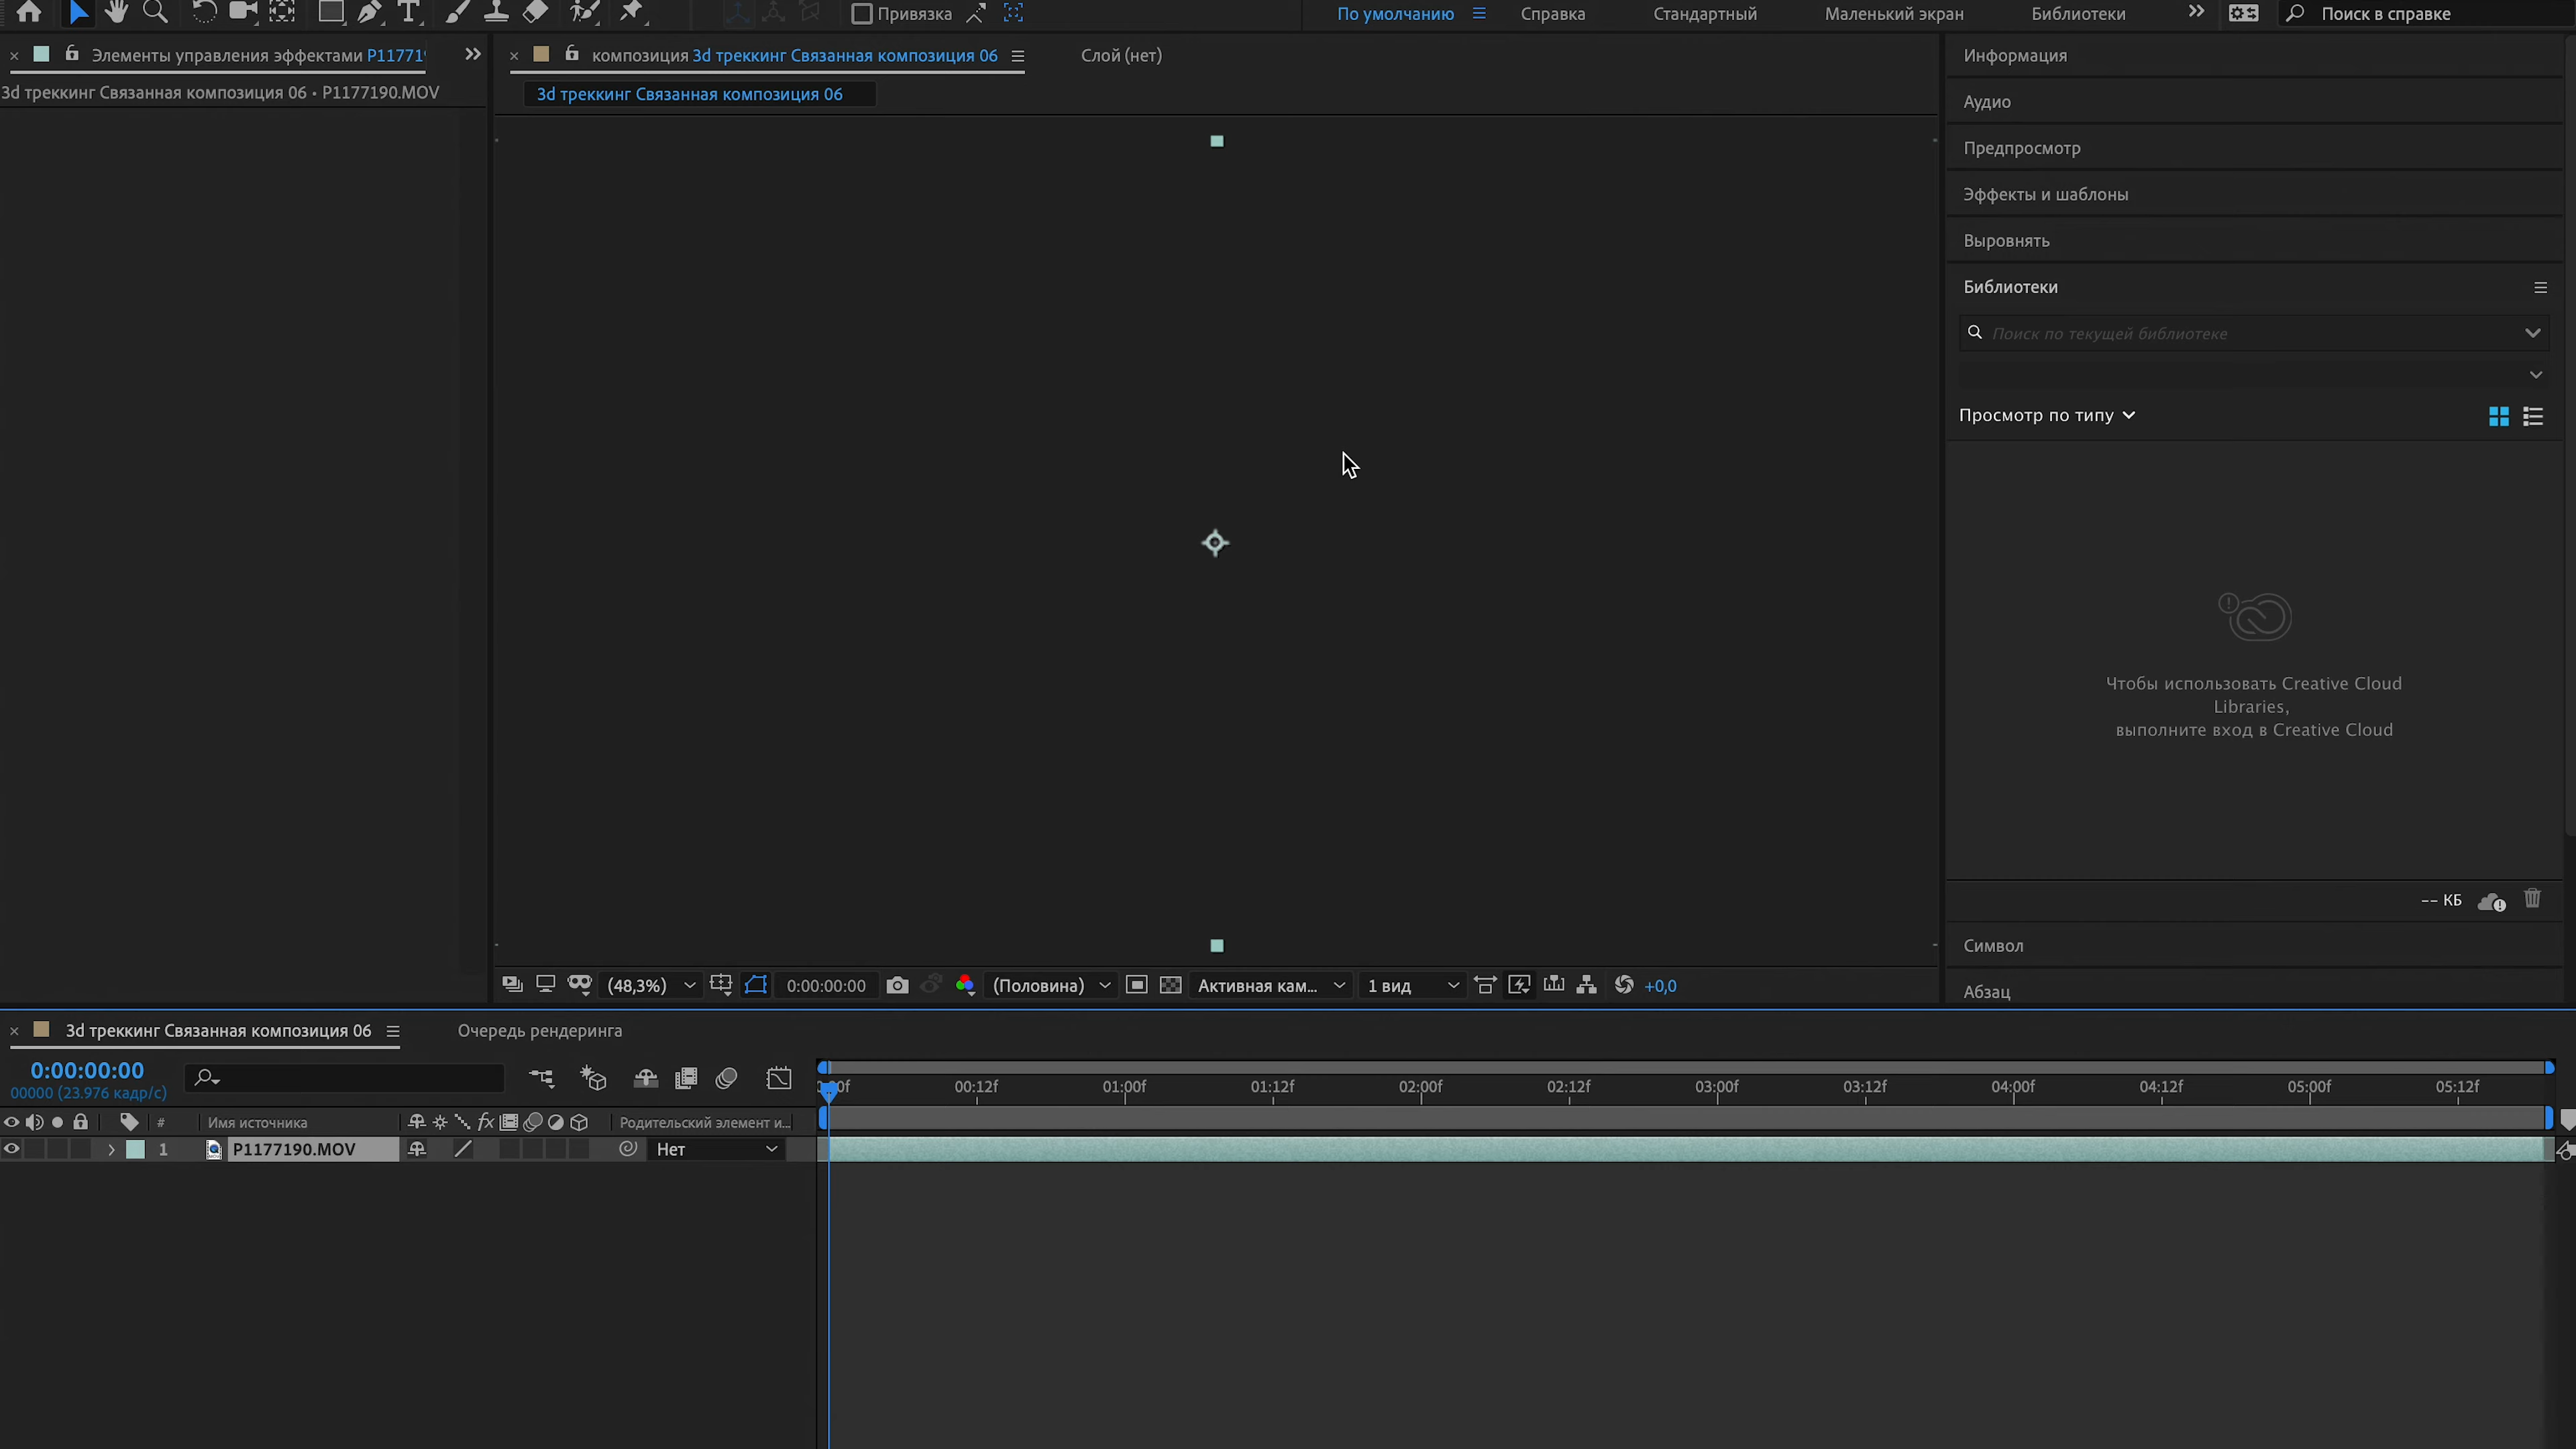 Привязка
По умолчанию
Справка
Стандартный
Маленький экран
Библиотеки
Поиск в справке
Элементы управления эффектами P11771
композиция 3d треккинг Связанная композиция 06
Слой (нет)
3d треккинг Связанная композиция 06 • P1177190.MOV
3d треккинг Связанная композиция 06
Информация
Аудио
Предпросмотр
Эффекты и шаблоны
Выровнять
Библиотеки
Поиск по текущей библиотеке
Просмотр по типу
Чтобы использовать Creative Cloud
Libraries,
выполните вход в Creative Cloud
-- КБ
Символ
Абзац
(48,3%)
0:00:00:00
(Половина)
Активная кам...
1 вид
+0,0
3d треккинг Связанная композиция 06
Очередь рендеринга
0:00:00:00
00000 (23.976 кадр/с)
00:12f
01:00f
01:12f
02:00f
02:12f
03:00f
03:12f
04:00f
04:12f
05:00f
05:12f
#
Имя источника
fx
Родительский элемент и...
1
P1177190.MOV
Нет